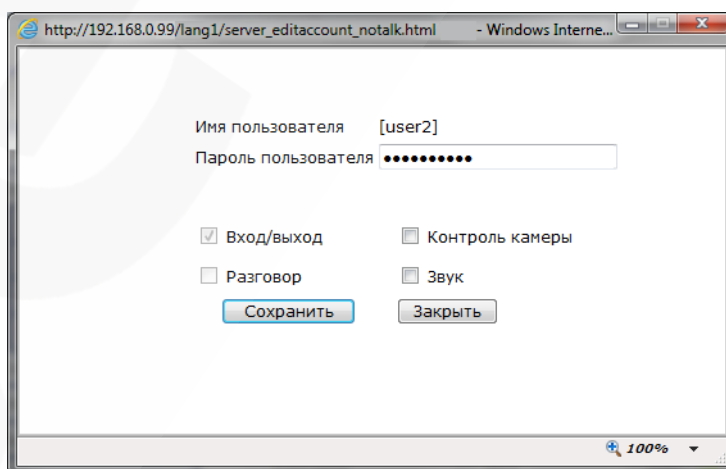 http://192.168.0.99/lang1/server_editaccount_notalk.html - Windows Interne...
Имя пользователя [user2]
Пароль пользователя ••••••••••
Вход/выход Контроль камеры
Разговор Звук
Сохранить Закрыть
100%